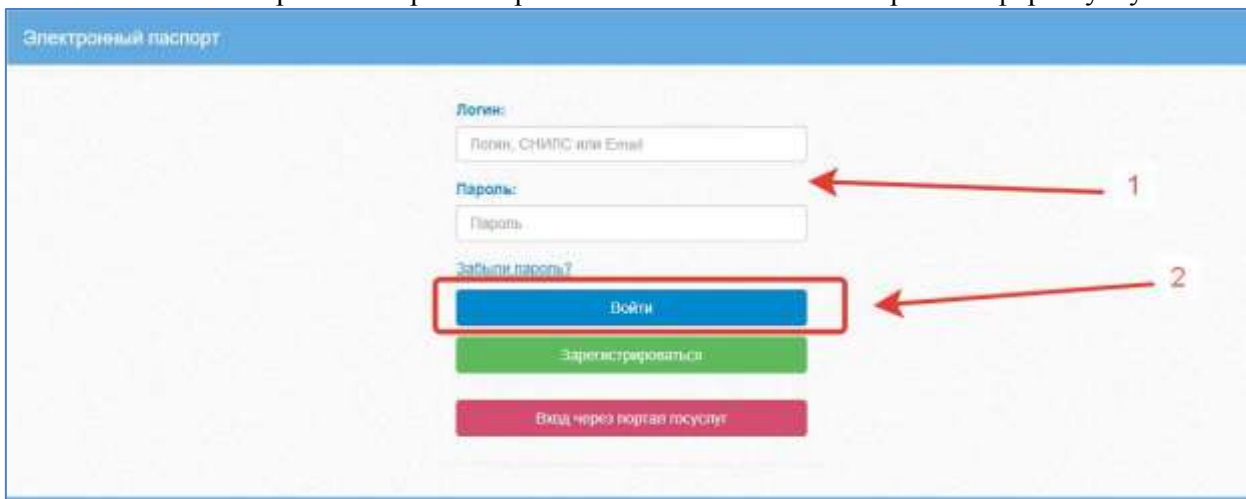 Электронный паспорт
Логин:
Логин, СНИЛС или Email
1
Пароль:
Пароль
Забыли пароль?
2
Войти
Зарегистрироваться
Вход через портал госуслуг